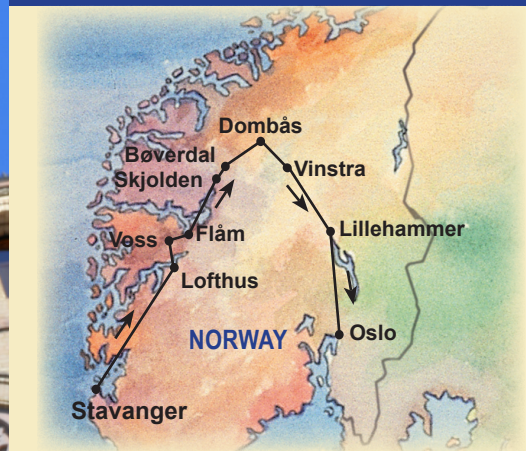 Dombås
Bøverdal
Vinstra
Skjolden
Voss
Flåm
Lillehammer
Lofthus
NORWAY
Oslo
Stavanger